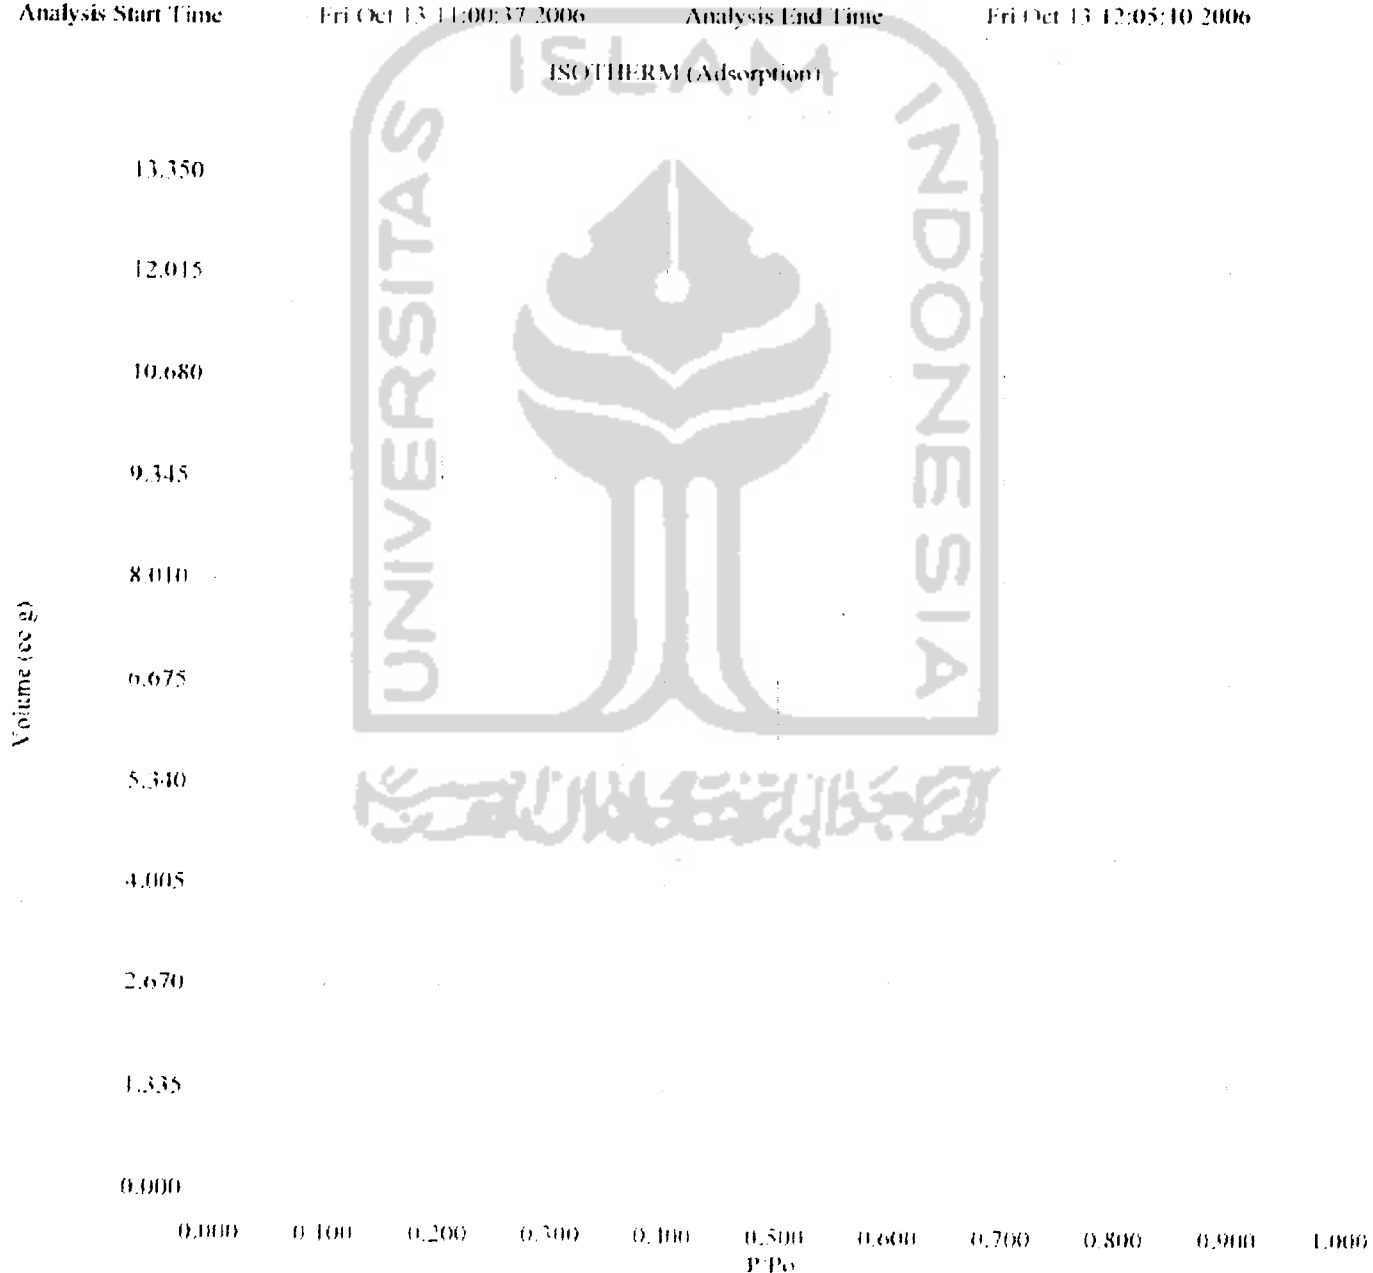 Analysis Start Time Fri Oct 13 11:00:37 2006 Analysis End Time Fri Oct 13 12:05:10 2006
ISOTHERM (Adsorption)
ISLAM
UNIVERSITAS
INDONESIA
13.350
12.015
10.680
9.345
8.010
6.675
5.340
4.005
2.670
1.335
0.000
Volume (cc/g)
0.000 0.100 0.200 0.300 0.400 0.500 0.600 0.700 0.800 0.900 1.000
P/Po